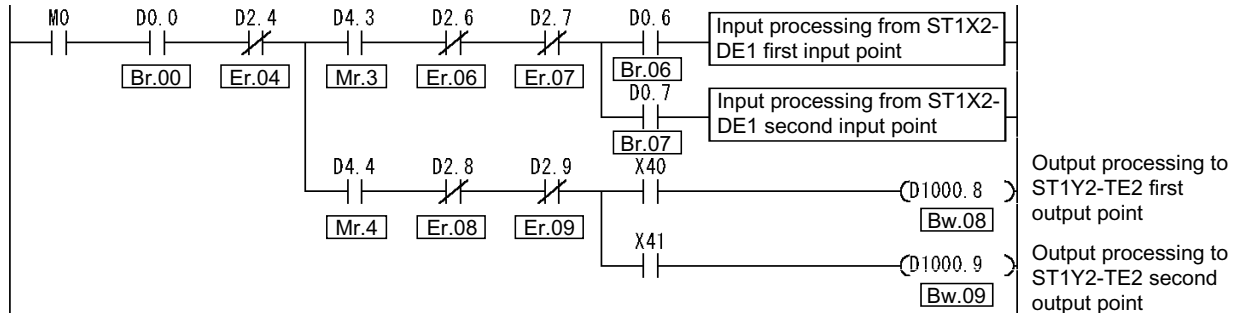 M0 D0.0 D2.4 D4.3 D2.6 D2.7 D0.6
Input processing from ST1X2-
DE1 first input point
Br.00 Er.04 Mr.3 Er.06 Er.07 Br.06
D0.7
Input processing from ST1X2-
DE1 second input point
Br.07
D4.4 D2.8 D2.9 X40
D1000.8
Mr.4 Er.08 Er.09 Bw.08
Output processing to
ST1Y2-TE2 first
output point
X41
D1000.9
Bw.09
Output processing to
ST1Y2-TE2 second
output point